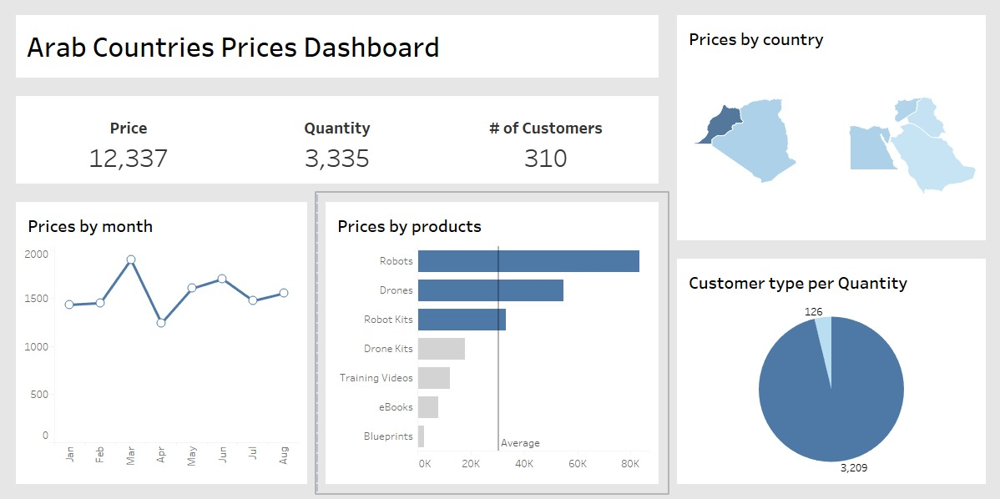 Arab Countries Prices Dashboard
Price
Quantity
# of Customers
12,337
3,335
310
Prices by month
2000
1500
1000
500
0
Jan
Feb
Mar
Apr
May
Jun
Jul
Aug
Prices by products
Robots
Drones
Robot Kits
Drone Kits
Training Videos
eBooks
Blueprints
Average
0K
20K
40K
60K
80K
Prices by country
Customer type per Quantity
126
3,209